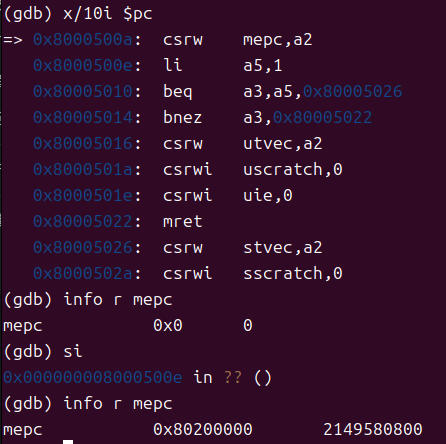 (gdb) x/10i $pc
=> 0x8000500a: csrw mepc,a2
0x8000500e: li a5,1
0x80005010: beq a3,a5,0x80005026
0x80005014: bnez a3,0x80005022
0x80005016: csrw utvec,a2
0x8000501a: csrwi uscratch,0
0x8000501e: csrwi uie,0
0x80005022: mret
0x80005026: csrw stvec,a2
0x8000502a: csrwi sscratch,0
(gdb) info r mepc
mepc 0x0 0
(gdb) si
0x000000008000500e in ?? ()
(gdb) info r mepc
mepc 0x80200000 2149580800